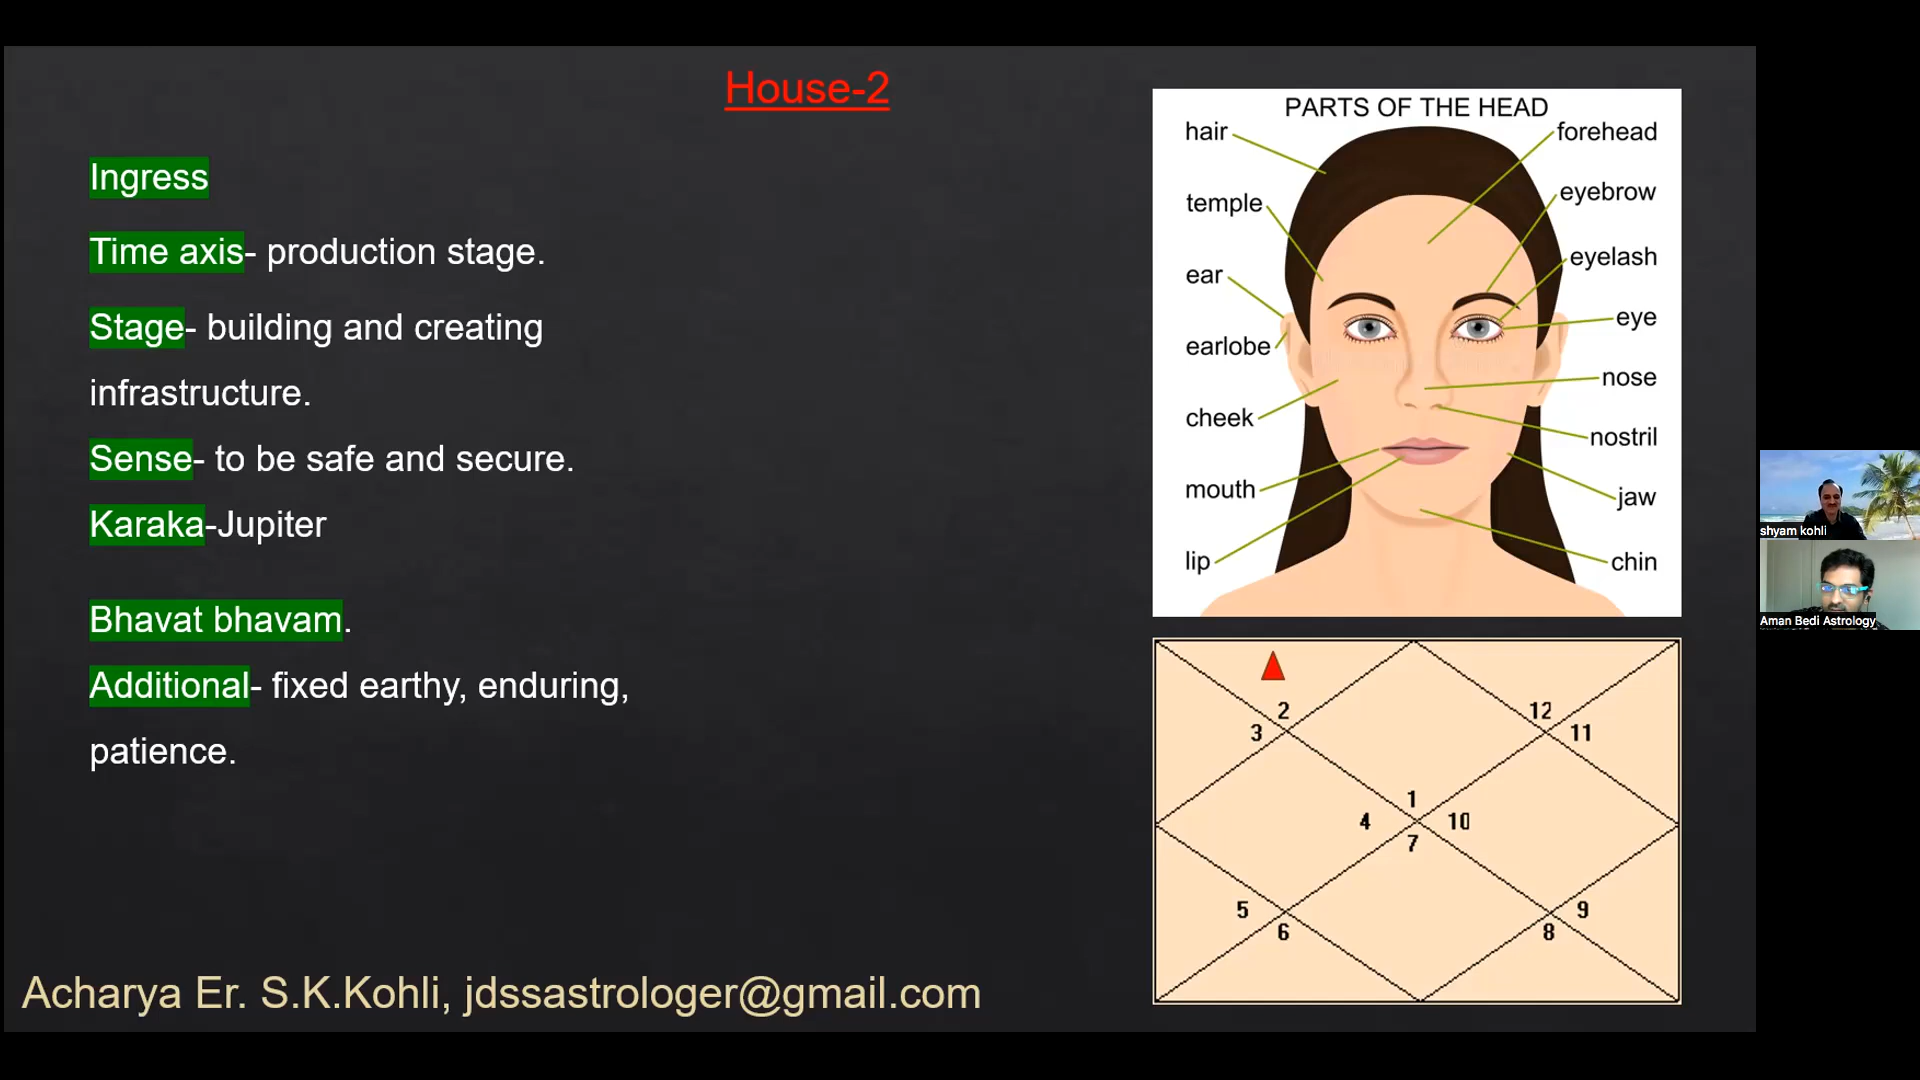 House-2
Ingress
Time axis- production stage.
Stage- building and creating
infrastructure.
Sense- to be safe and secure.
Karaka-Jupiter
Bhavat bhavam.
Additional- fixed earthy, enduring,
patience.
Acharya Er. S.K.Kohli, jdssastrologer@gmail.com
PARTS OF THE HEAD
hair
temple
ear
earlobe
cheek
mouth
lip
forehead
eyebrow
eyelash
eye
nose
nostril
jaw
chin
2
3
12
11
1
4
10
7
5
6
9
8
shyam kohli
Aman Bedi Astrology